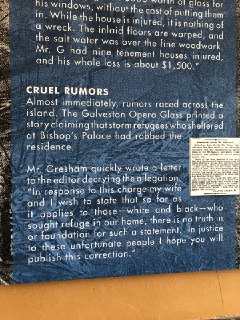 worth of glass for
his windows, without the cost of putting them
in. While the house is injured, it is nothing of
a wreck. The inlaid floors are warped, and
the salt water was over the fine woodwork.
Mr. G had nine tenement houses injured,
and his whole loss is about $1,500."
CRUEL RUMORS
Almost immediately, rumors raced across the
island. The Galveston Opera Glass printed a
story claiming that storm refugees who sheltered
at Bishop's Palace had robbed the
residence.
Mr. Gresham quickly wrote a letter
to the editor decrying the allegation.
"In response to this charge my wife
and I wish to state that so far as
it applies to those—white and black—who
sought refuge in our home, there is no truth in
or foundation for such a statement. In justice
to these unfortunate people I hope you will
publish this correction."